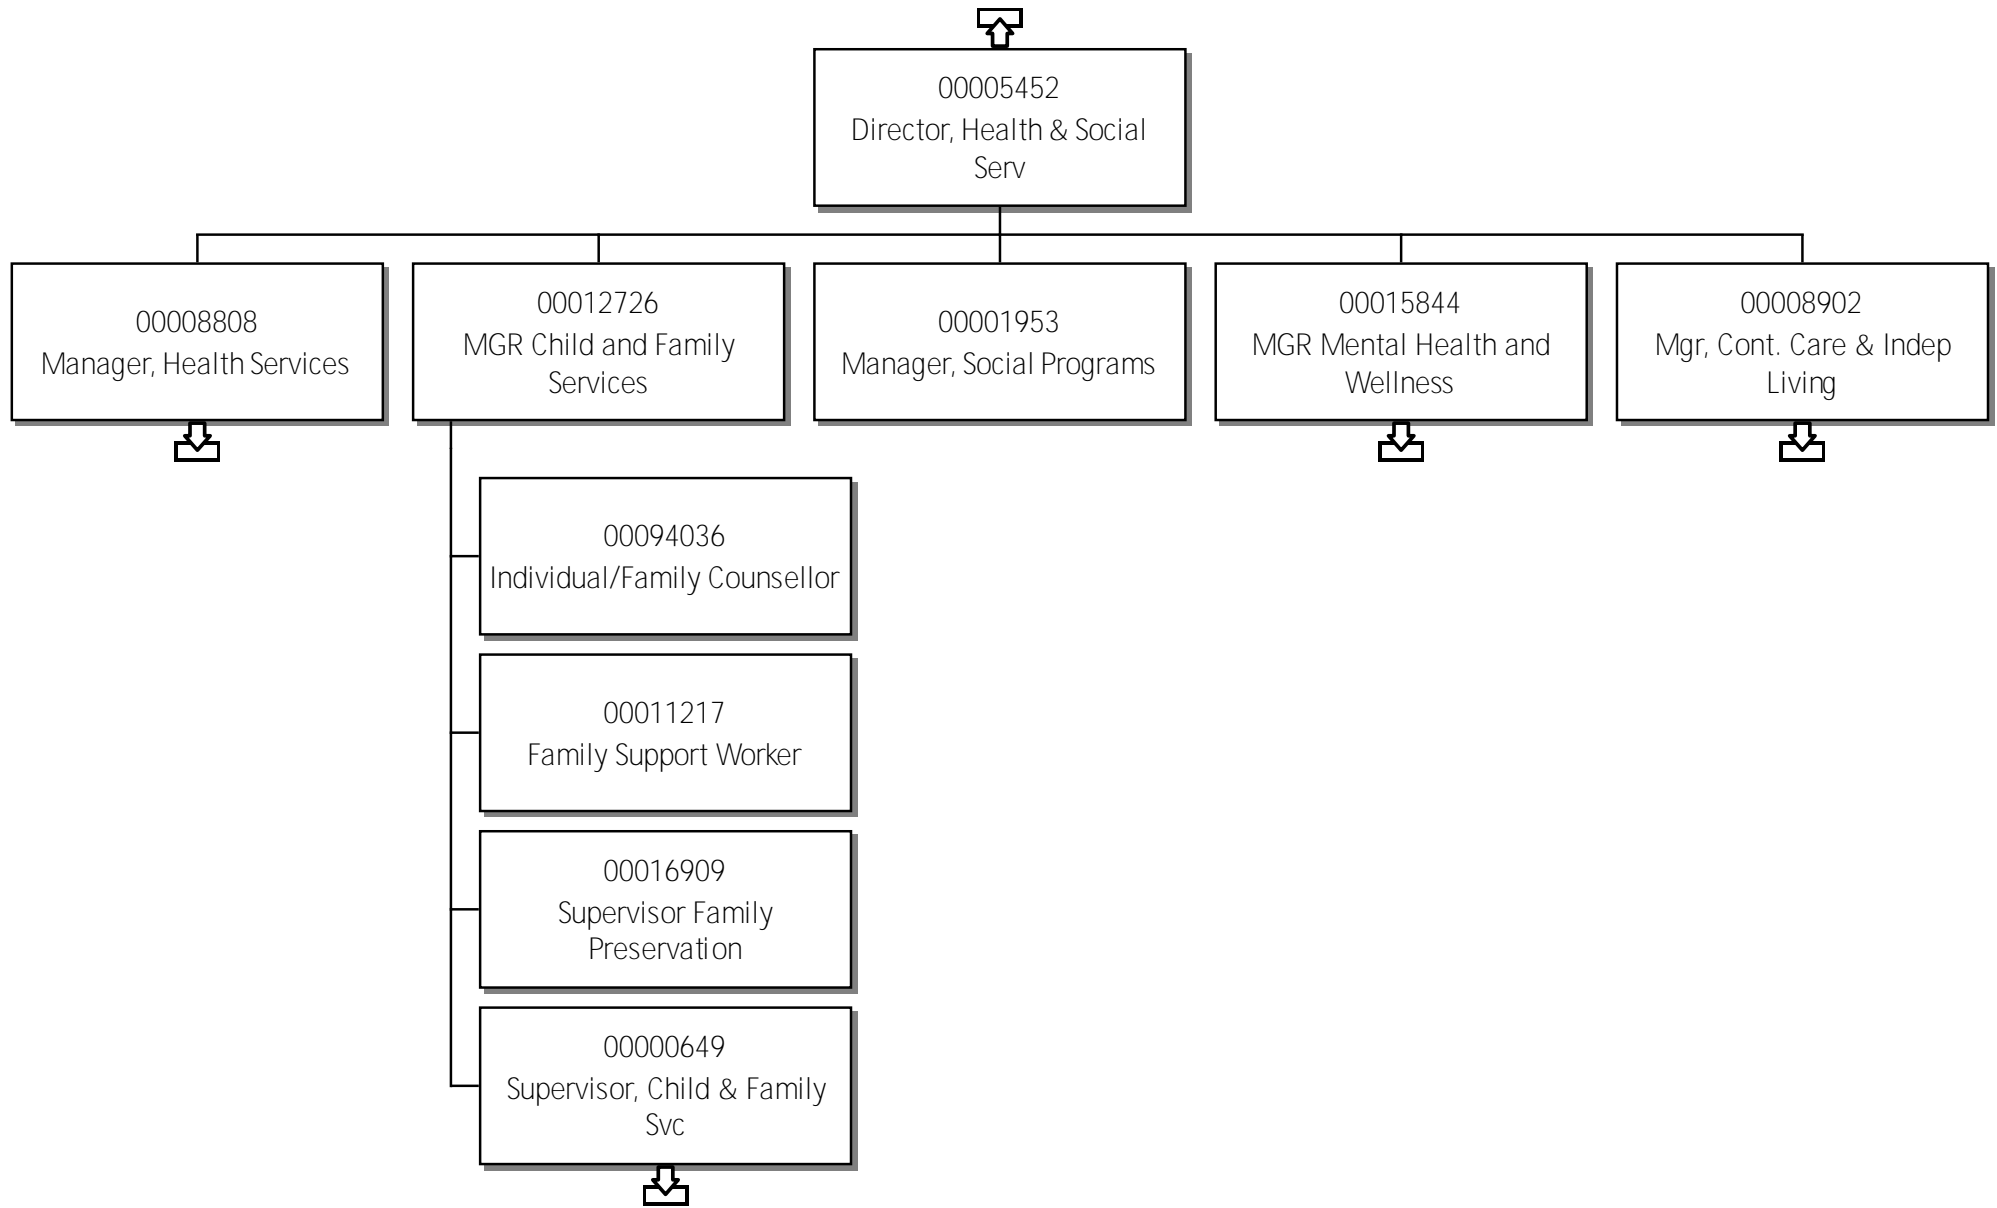 00005452
Director, Health & Social
Serv
00008808
Manager, Health Services
00012726
MGR Child and Family
Services
00001953
Manager, Social Programs
00015844
MGR Mental Health and
Wellness
00008902
Mgr, Cont. Care & Indep
Living
00094036
Individual/Family Counsellor
00011217
Family Support Worker
00016909
Supervisor Family
Preservation
00000649
Supervisor, Child & Family
Svc